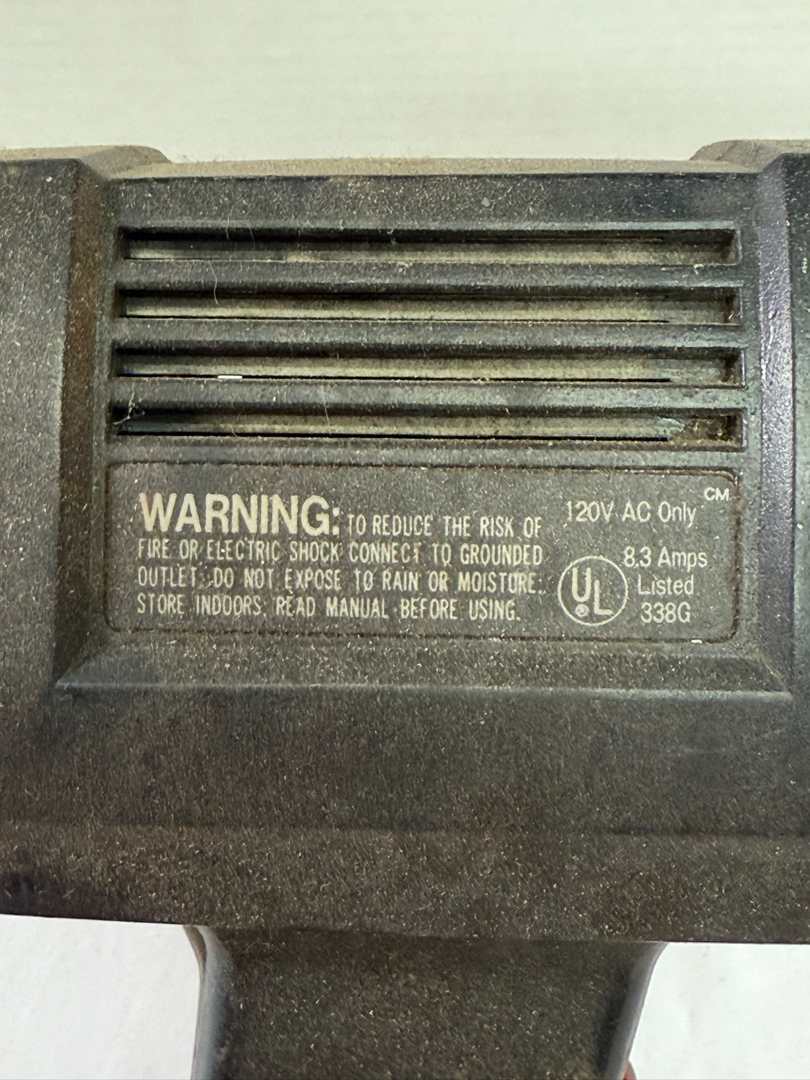 WARNING: TO REDUCE THE RISK OF
FIRE OR ELECTRIC SHOCK CONNECT TO GROUNDED
OUTLET. DO NOT EXPOSE TO RAIN OR MOISTURE.
STORE INDOORS. READ MANUAL BEFORE USING.
CM
120V AC Only
8.3 Amps
UL Listed
338G